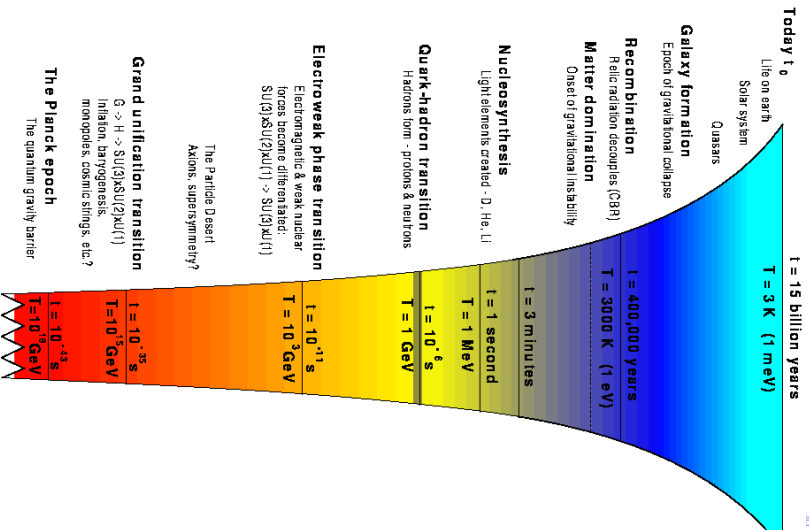 Today t0
Life on earth
Solar system
Quasars
Galaxy formation
Epoch of gravitational collapse
Recombination
Relic radiation decouples (CBR)
Matter domination
Onset of gravitational instability
Nucleosynthesis
Light elements created - D, He, Li
Quark-hadron transition
Hadrons form - protons & neutrons
Electroweak phase transition
Electromagnetic & weak nuclear
forces become differentiated:
SU(3)xSU(2)xU(1) -> SU(3)xU(1)
The Particle Desert
Axions, supersymmetry?
Grand unification transition
G -> H -> SU(3)xSU(2)xU(1)
Inflation, baryogenesis,
monopoles, cosmic strings, etc.?
The Planck epoch
The quantum gravity barrier
t = 15 billion years
T = 3 K (1 meV)
t = 400,000 years
T = 3000 K (1 eV)
t = 3 minutes
t = 1 second
T = 1 MeV
t = 10^-6 s
T = 1 GeV
t = 10^-11 s
T = 10^3 GeV
t = 10^-35 s
T = 10^15 GeV
t = 10^-43 s
T = 10^19 GeV